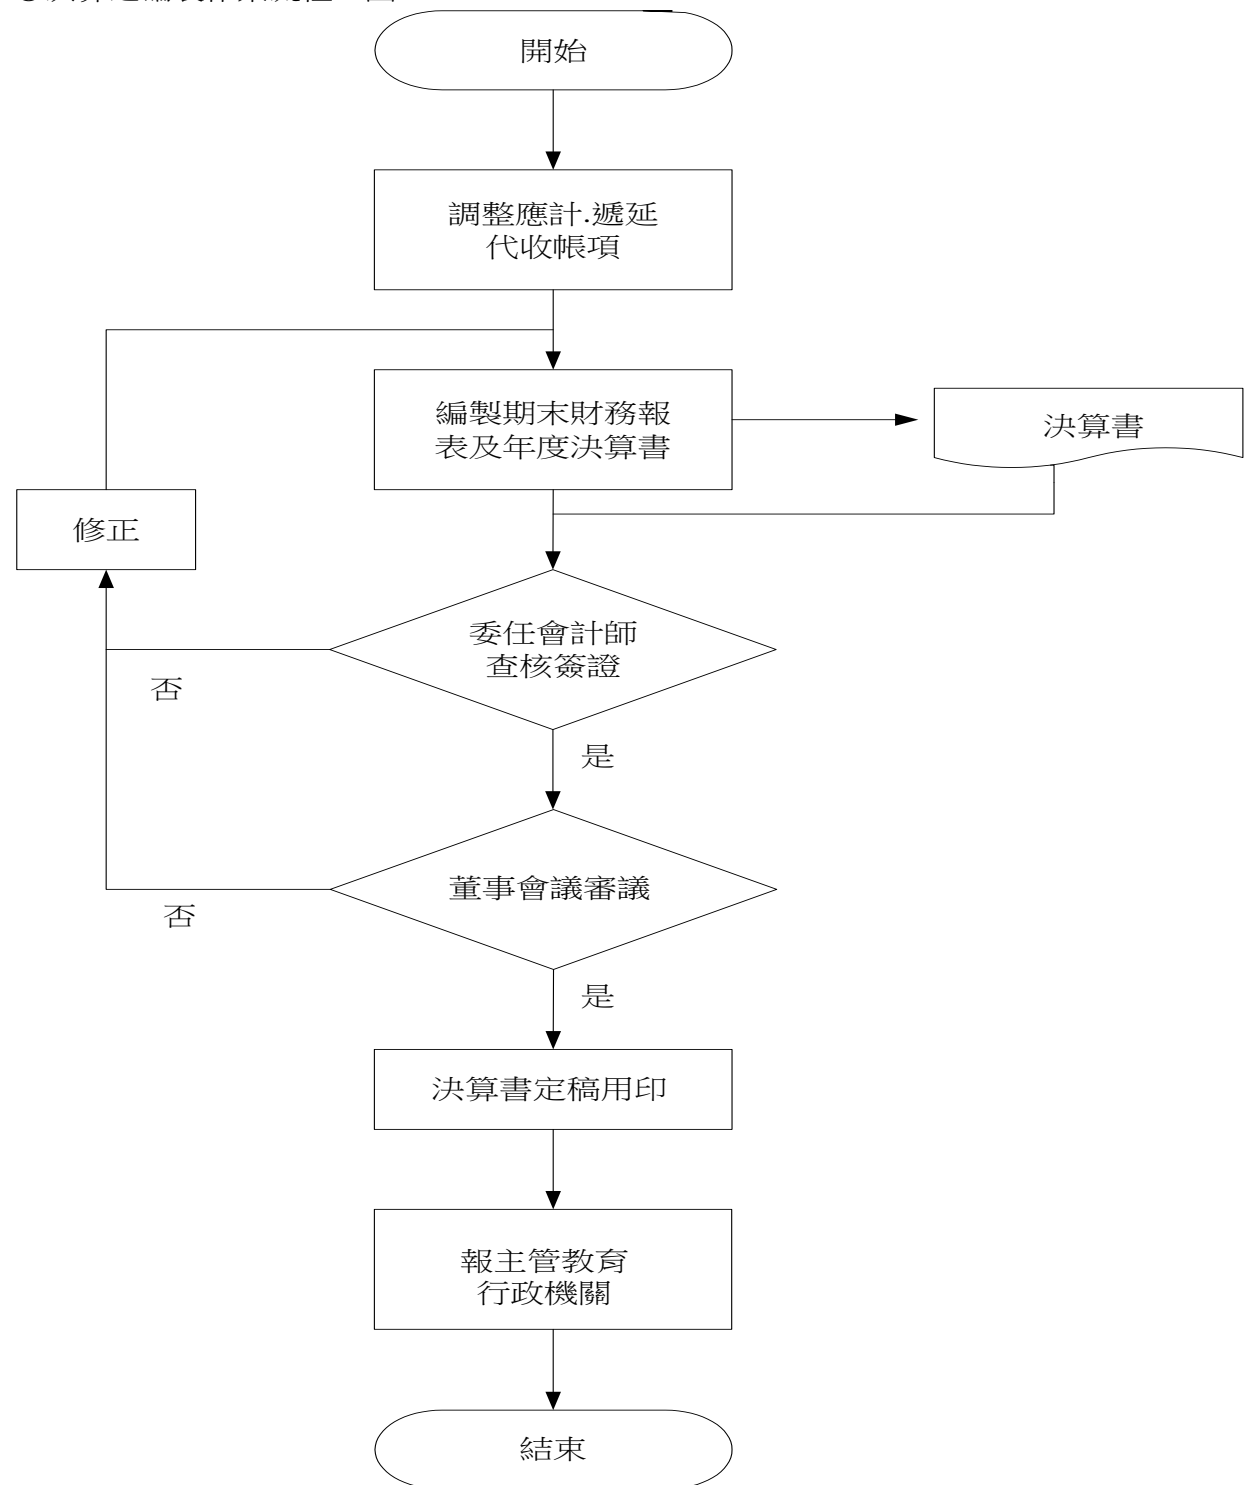 開始
調整應計.遞延
代收帳項
編製期末財務報
表及年度決算書
決算書
修正
委任會計師
查核簽證
否
是
董事會議審議
否
是
決算書定稿用印
報主管教育
行政機關
結束